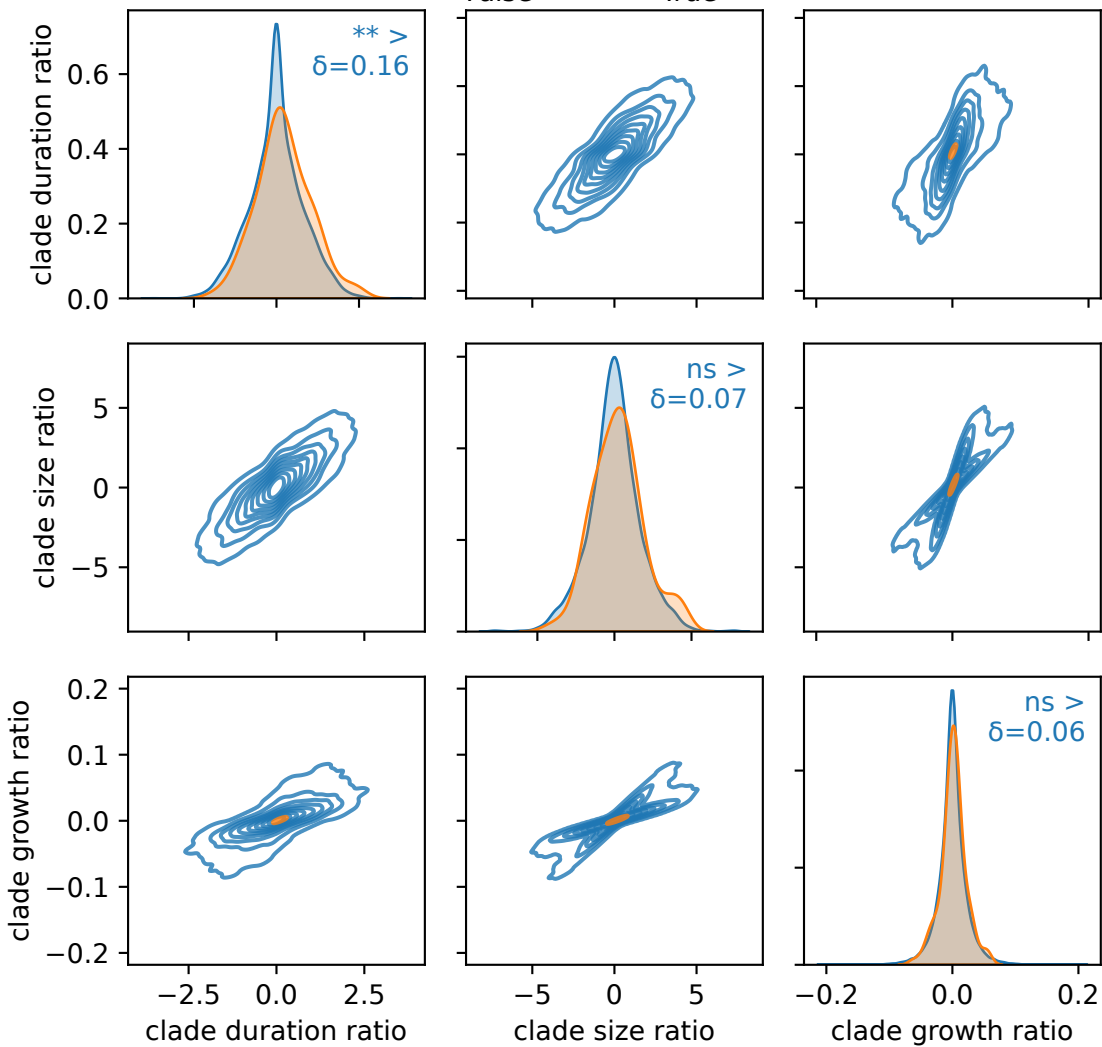 ** >
δ=0.16
clade duration ratio
0.6
0.4
0.2
0.0
ns >
δ=0.07
clade size ratio
5
0
−5
ns >
δ=0.06
clade growth ratio
0.2
0.1
0.0
−0.1
−0.2
−2.5 0.0 2.5
−5 0 5
−0.2 0.0 0.2
clade duration ratio
clade size ratio
clade growth ratio